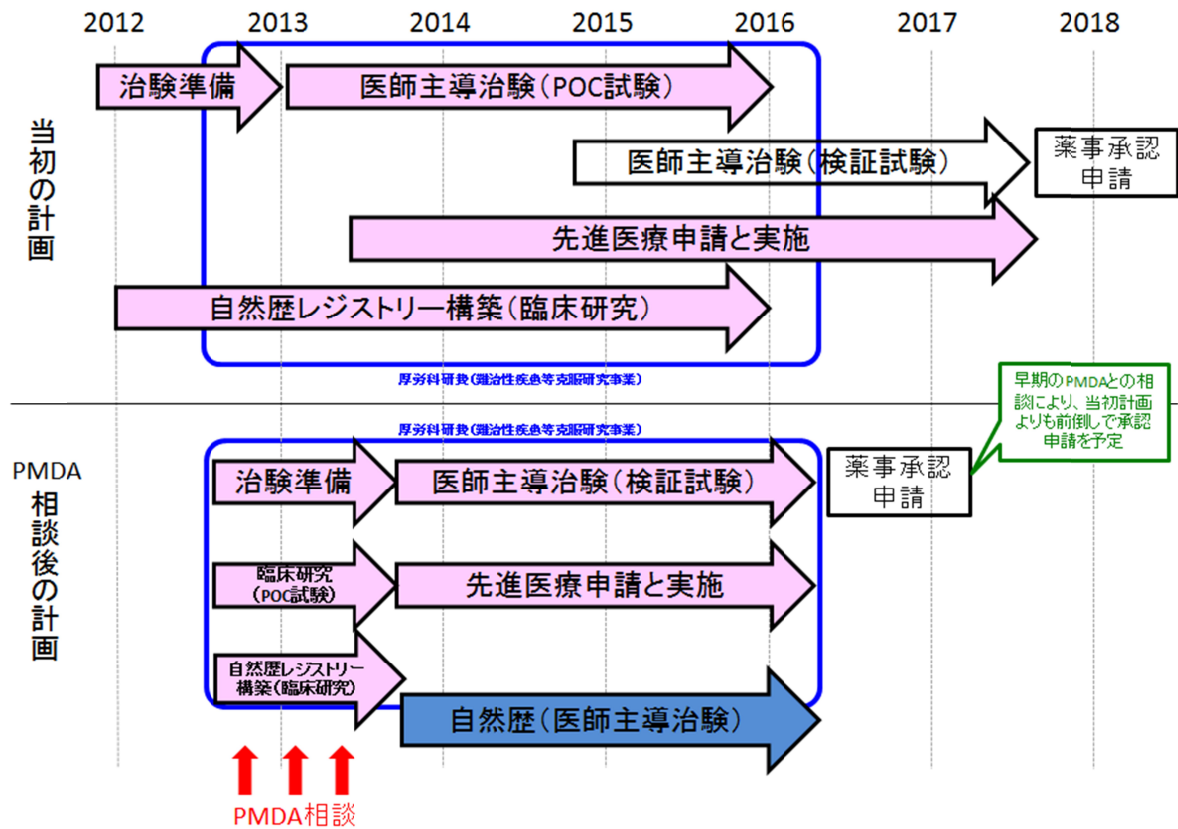 2012 2013 2014 2015 2016 2017 2018
当初の計画
治験準備
医師主導治験(POC試験)
医師主導治験(検証試験)
薬事承認
申請
先進医療申請と実施
自然歴レジストリー構築(臨床研究)
厚労科研費(難治性疾患等克服研究事業)
早期のPMDAとの相
談により、当初計画
よりも前倒しで承認
申請を予定
厚労科研費(難治性疾患等克服研究事業)
PMDA
相談後の計画
治験準備
医師主導治験(検証試験)
薬事承認
申請
臨床研究
(POC試験)
先進医療申請と実施
自然歴レジストリー
構築(臨床研究)
自然歴(医師主導治験)
PMDA相談